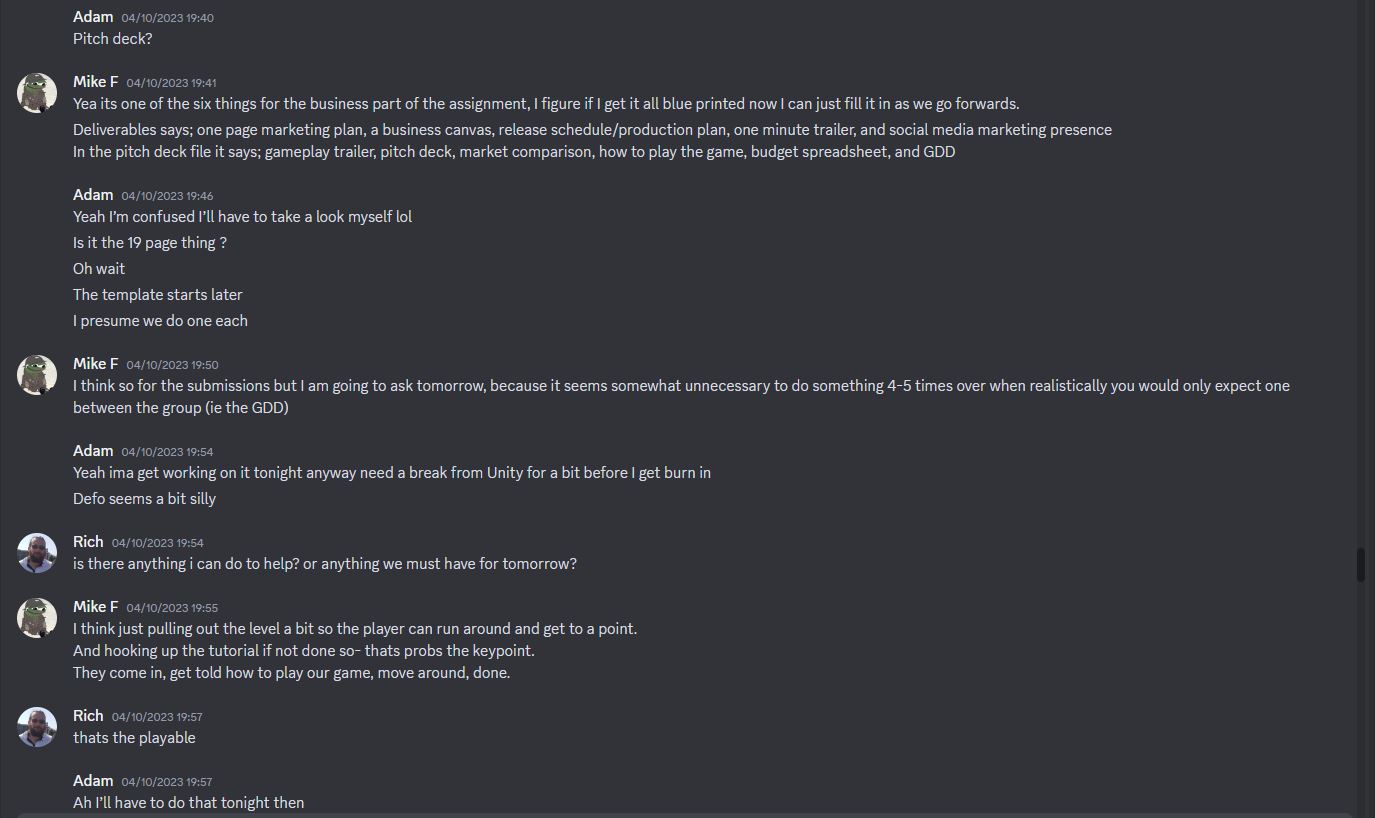 Adam 04/10/2023 19:40
Pitch deck?
Mike F 04/10/2023 19:41
Yea its one of the six things for the business part of the assignment, I figure if I get it all blue printed now I can just fill it in as we go forwards.
Deliverables says; one page marketing plan, a business canvas, release schedule/production plan, one minute trailer, and social media marketing presence
In the pitch deck file it says; gameplay trailer, pitch deck, market comparison, how to play the game, budget spreadsheet, and GDD
Adam 04/10/2023 19:46
Yeah I'm confused I'll have to take a look myself lol
Is it the 19 page thing ?
Oh wait
The template starts later
I presume we do one each
Mike F 04/10/2023 19:50
I think so for the submissions but I am going to ask tomorrow, because it seems somewhat unnecessary to do something 4-5 times over when realistically you would only expect one
between the group (ie the GDD)
Adam 04/10/2023 19:54
Yeah ima get working on it tonight anyway need a break from Unity for a bit before I get burn in
Defo seems a bit silly
Rich 04/10/2023 19:54
is there anything i can do to help? or anything we must have for tomorrow?
Mike F 04/10/2023 19:55
I think just pulling out the level a bit so the player can run around and get to a point.
And hooking up the tutorial if not done so- thats probs the keypoint.
They come in, get told how to play our game, move around, done.
Rich 04/10/2023 19:57
thats the playable
Adam 04/10/2023 19:57
Ah I'll have to do that tonight then